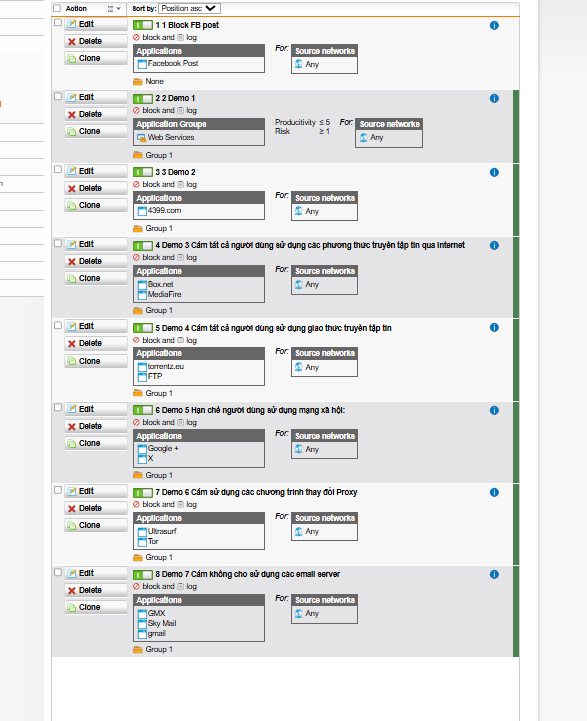 Action Sort by: Position asc
Edit 1 1 Block FB post
Delete block and log
Clone Applications For: Source networks
Facebook Post Any
None
Edit 2 2 Demo 1
Delete block and log
Clone Application Groups Productivity ≤ 5 For: Source networks
Web Services Risk ≥ 1 Any
Group 1
Edit 3 3 Demo 2
Delete block and log
Clone Applications For: Source networks
4399.com Any
Group 1
Edit 4 Demo 3 Cấm tất cả người dùng sử dụng các phương thức truyền tập tin qua Internet
Delete block and log
Clone Applications For: Source networks
Box.net Any
MediaFire
Group 1
Edit 5 Demo 4 Cấm tất cả người dùng sử dụng giao thức truyền tập tin
Delete block and log
Clone Applications For: Source networks
torrentz.eu Any
FTP
Group 1
Edit 6 Demo 5 Hạn chế người dùng sử dụng mạng xã hội:
Delete block and log
Clone Applications For: Source networks
Google + Any
X
Group 1
Edit 7 Demo 6 Cấm sử dụng các chương trình thay đổi Proxy
Delete block and log
Clone Applications For: Source networks
Ultrasurf Any
Tor
Group 1
Edit 8 Demo 7 Cấm không cho sử dụng các email server
Delete block and log
Clone Applications For: Source networks
GMX Any
Sky Mail
gmail
Group 1